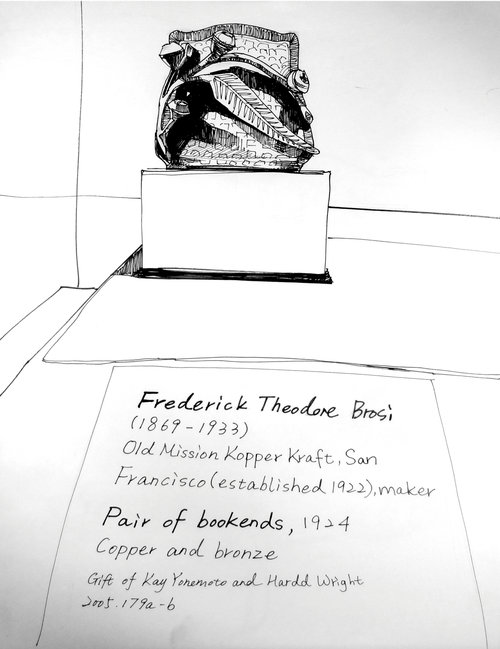 Frederick Theodore Brosi
(1869-1933)
Old Mission Kopper Kraft, San
Francisco (established 1922), maker
Pair of bookends, 1924
Copper and bronze
Gift of Kay Yonemoto and Hardd Wright
2005.179a-b